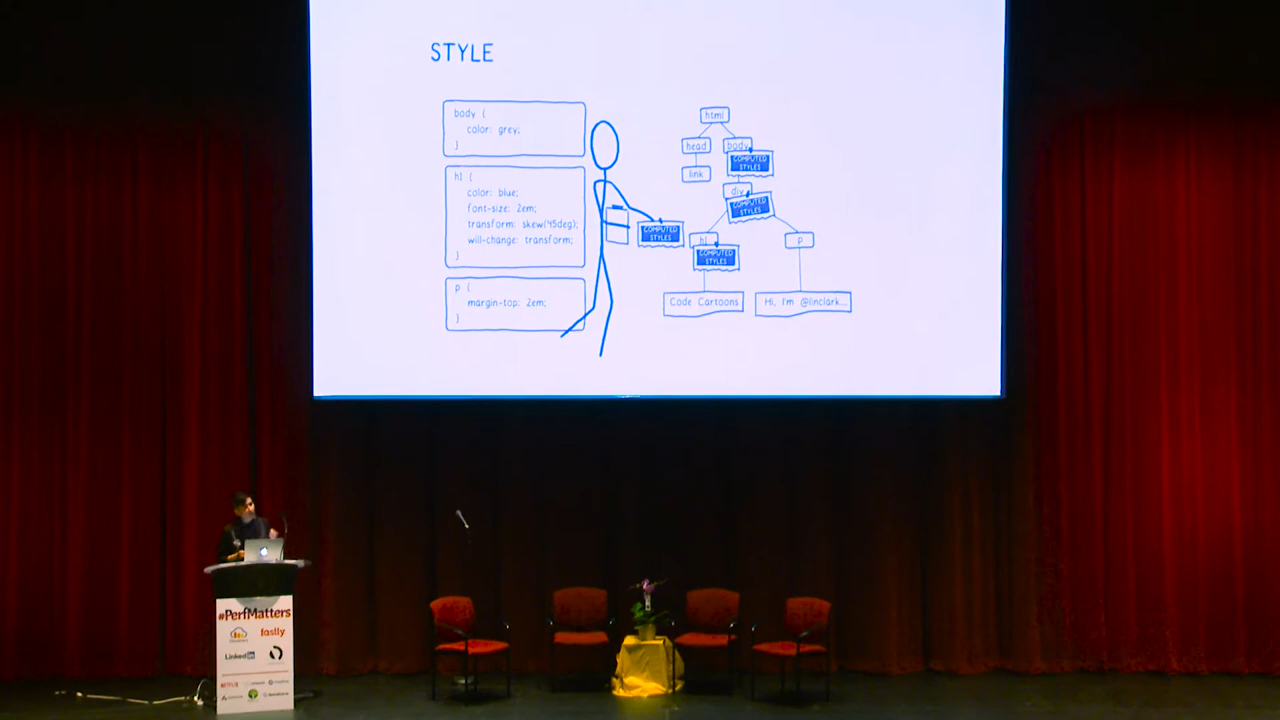 STYLE
body {
color: grey;
}
h1 {
color: blue;
font-size: 2em;
transform: skew(45deg);
will-change: transform;
}
p {
margin-top: 2em;
}
html
head
body
COMPUTED
STYLES
link
div
COMPUTED
STYLES
COMPUTED
STYLES
h1
p
COMPUTED
STYLES
Code Cartoons
Hi, I'm @linclark...
#PerfMatters
fastly
LinkedIn
NETFLIX